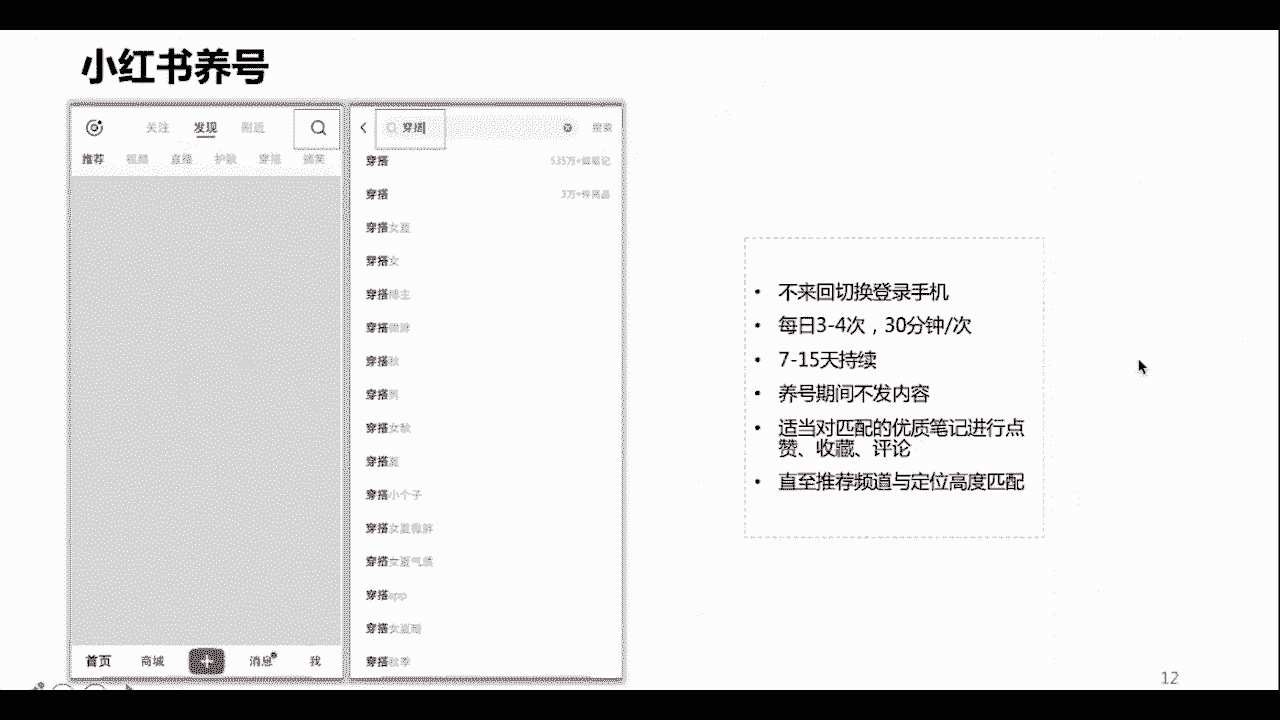 小红书养号
关注 发现 附近
推荐 视频 直播 护肤 穿搭 搞笑
穿搭 搜索
穿搭 535万+篇笔记
穿搭 3万+件商品
穿搭女夏
穿搭女
穿搭博主
穿搭微胖
穿搭秋
穿搭男
穿搭女秋
穿搭夏
穿搭小个子
穿搭女夏微胖
穿搭女夏气质
穿搭app
穿搭女夏酷
穿搭秋季
首页 商城 消息 我
• 不来回切换登录手机
• 每日3-4次，30分钟/次
• 7-15天持续
• 养号期间不发内容
• 适当对匹配的优质笔记进行点
赞、收藏、评论
• 直至推荐频道与定位高度匹配
12